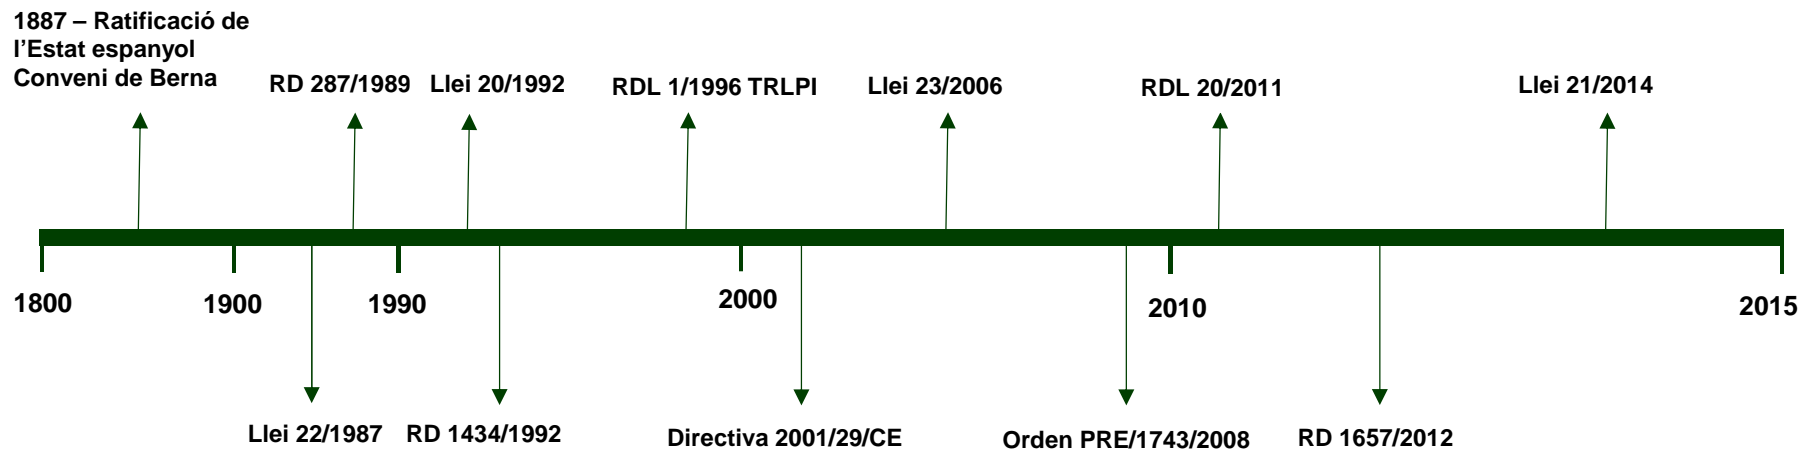 1887 – Ratificació de
l’Estat espanyol
Conveni de Berna
RD 287/1989
Llei 20/1992
RDL 1/1996 TRLPI
Llei 23/2006
RDL 20/2011
Llei 21/2014
1800
1900
1990
2000
2010
2015
Llei 22/1987
RD 1434/1992
Directiva 2001/29/CE
Orden PRE/1743/2008
RD 1657/2012